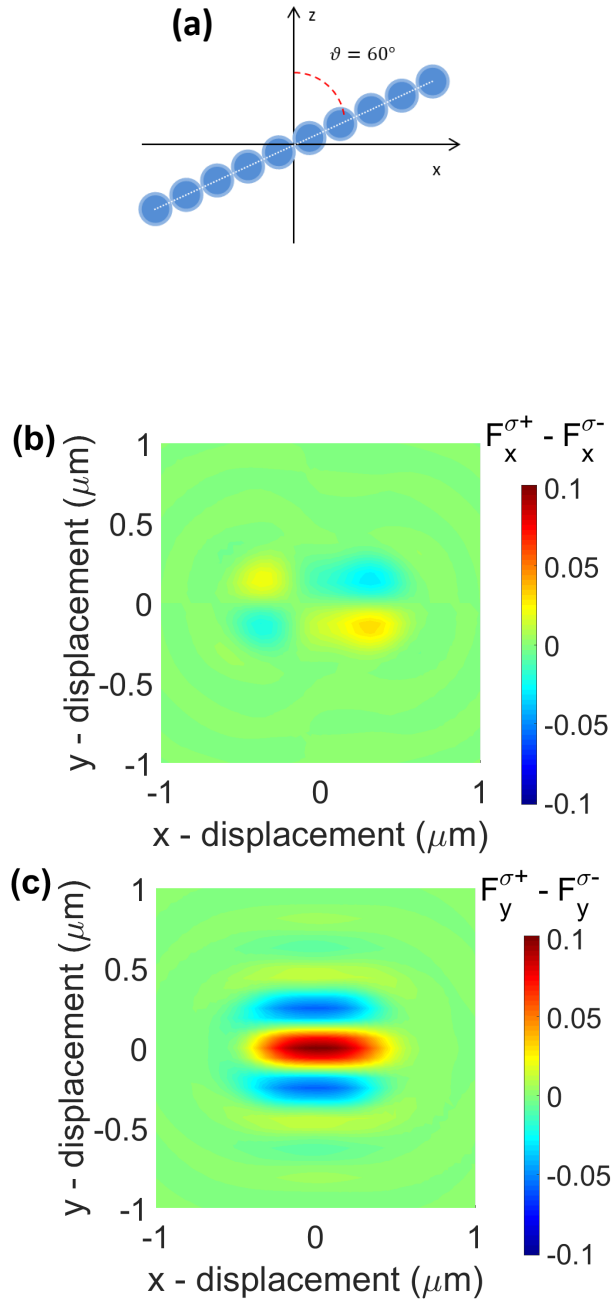 (a)
z
ϑ = 60°
x
(b)
F_x^{σ+} - F_x^{σ-}
y - displacement (μm)
1
0.5
0
-0.5
-1
-1
0
1
x - displacement (μm)
0.1
0.05
0
-0.05
-0.1
(c)
F_y^{σ+} - F_y^{σ-}
y - displacement (μm)
1
0.5
0
-0.5
-1
-1
0
1
x - displacement (μm)
0.1
0.05
0
-0.05
-0.1